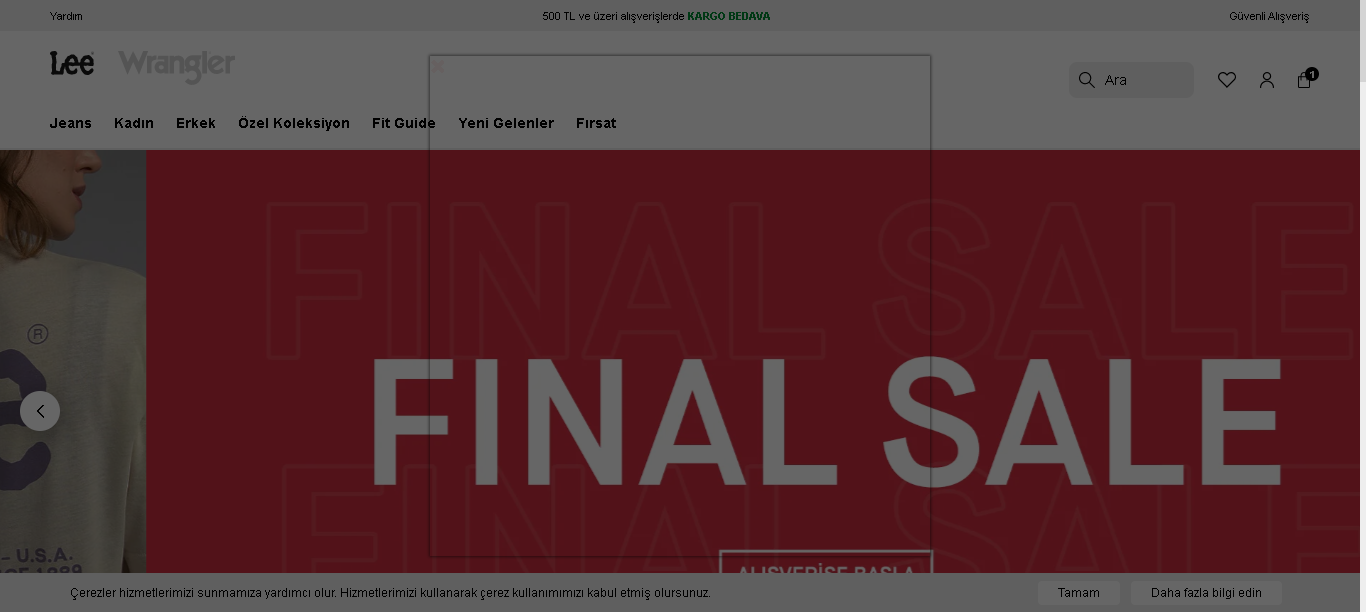 Yardım
500 TL ve üzeri alışverişlerde KARGO BEDAVA
Güvenli Alışveriş
Lee Wrangler
Ara
1
Jeans Kadın Erkek Özel Koleksiyon Fit Guide Yeni Gelenler Fırsat
FINAL SALE
®
FINAL SALE
FINAL SALE
- U.S.A.
ALIŞVERİŞE BAŞLA
Çerezler hizmetlerimizi sunmamıza yardımcı olur. Hizmetlerimizi kullanarak çerez kullanımımızı kabul etmiş olursunuz.
Tamam
Daha fazla bilgi edin